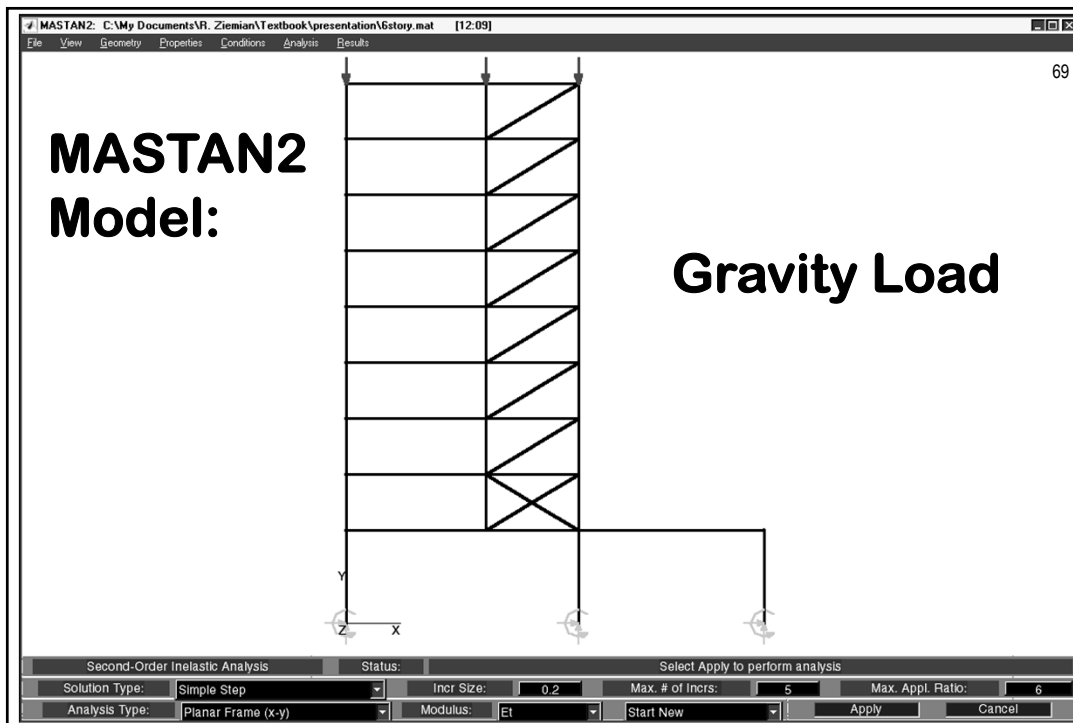 MASTAN2: C:\My Documents\R. Ziemian\Textbook\presentation\6story.mat [12:09]
File View Geometry Properties Conditions Analysis Results
69
MASTAN2
Model:
Gravity Load
Y
Z X
Second-Order Inelastic Analysis Status: Select Apply to perform analysis
Solution Type: Simple Step Incr Size: 0.2 Max. # of Incrs: 5 Max. Appl. Ratio: 6
Analysis Type: Planar Frame (x-y) Modulus: Et Start New Apply Cancel